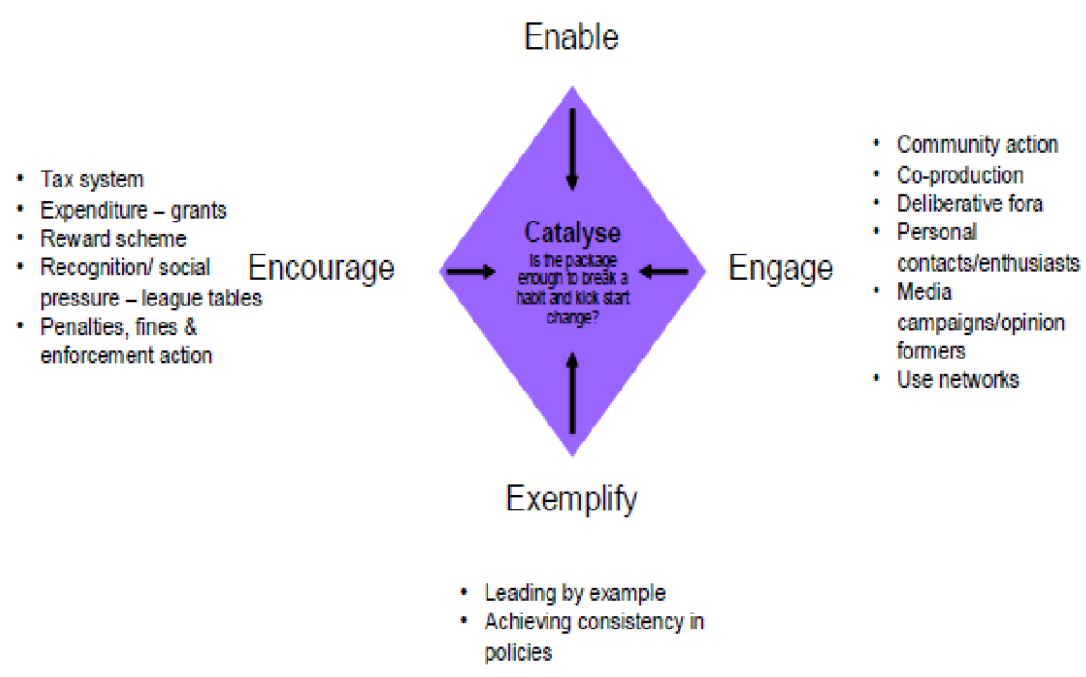 Enable
• Tax system
• Expenditure – grants
• Reward scheme
• Recognition/ social
pressure – league tables
• Penalties, fines &
enforcement action
Encourage
Catalyse
Is the package
enough to break a
habit and kick start
change?
Engage
• Community action
• Co-production
• Deliberative fora
• Personal
contacts/enthusiasts
• Media
campaigns/opinion
formers
• Use networks
Exemplify
• Leading by example
• Achieving consistency in
policies